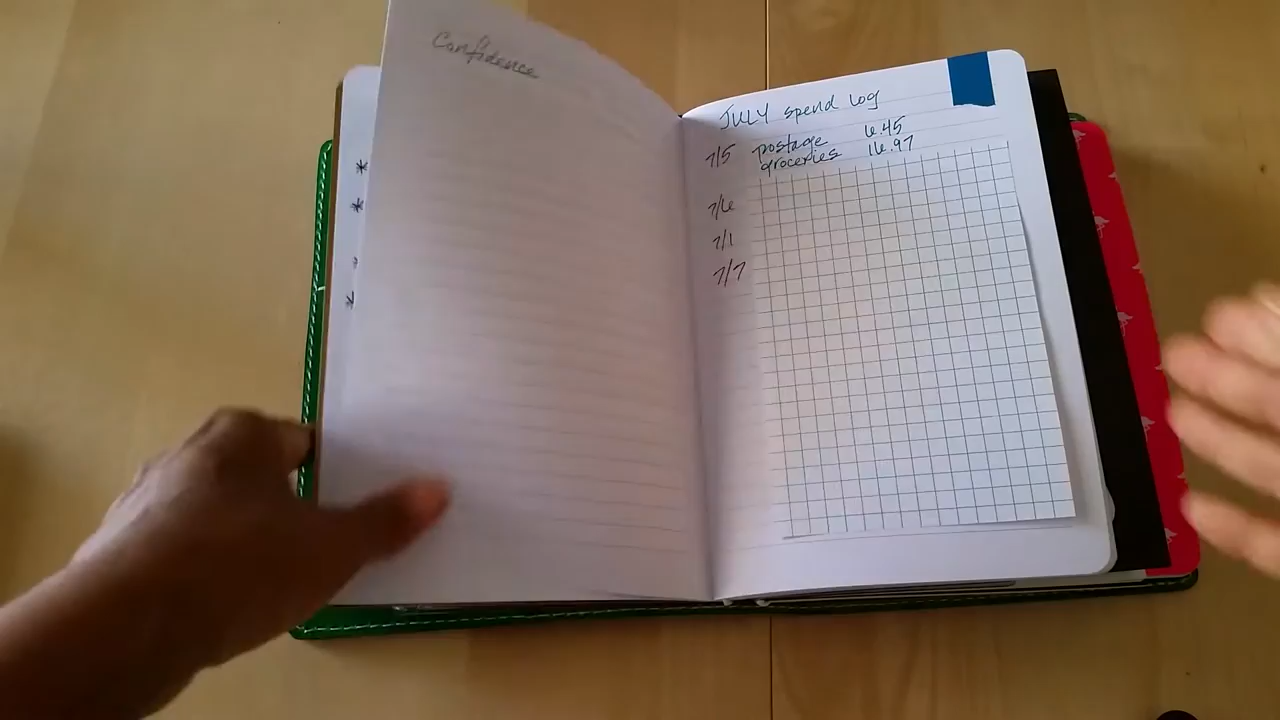 Confidence
JULY spend log
7/5 postage 6.45
groceries 16.97
7/6
7/1
7/7